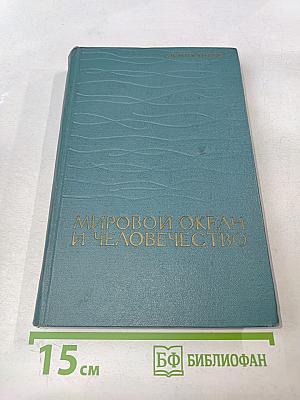 МИРОВОЙ ОКЕАН
И ЧЕЛОВЕЧЕСТВО
15 см
БФ
БИБЛИОФАН